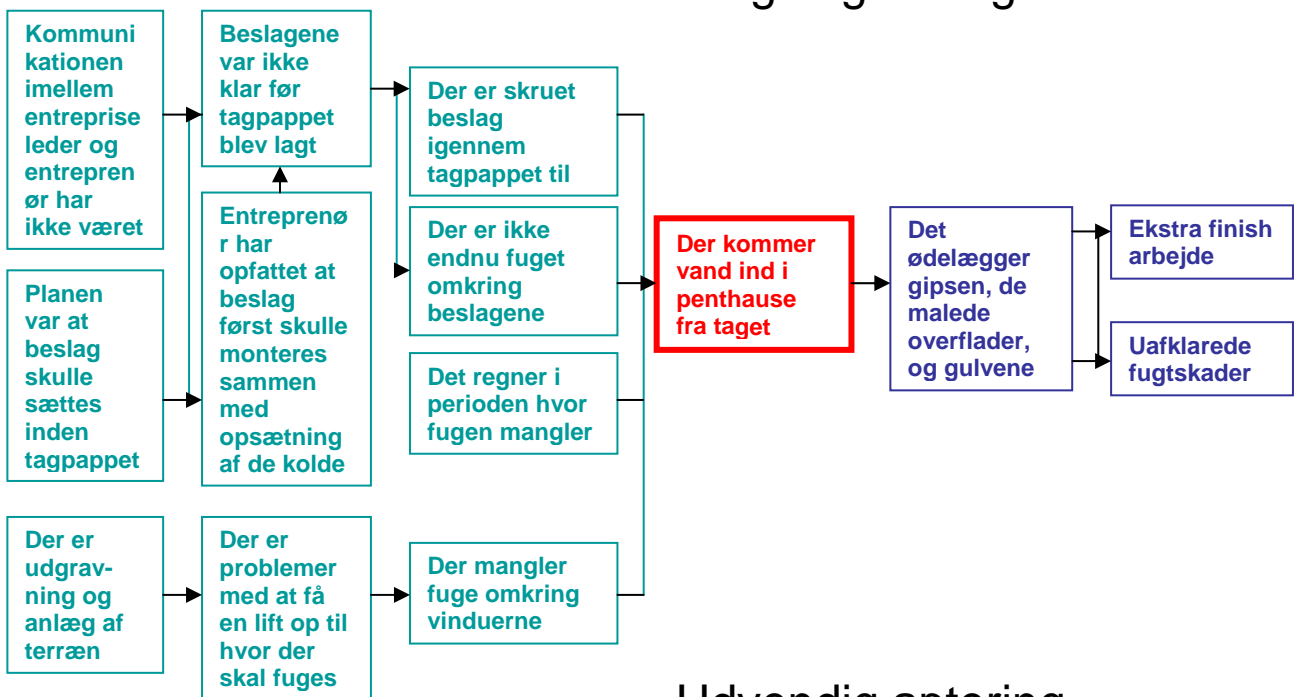 Kommuni
kationen
imellem
entreprise
leder og
entrepren
ør har
ikke været
Beslagene
var ikke
klar før
tagpappet
blev lagt
Der er skruet
beslag
igennem
tagpappet til
Entreprenø
r har
opfattet at
beslag
først skulle
monteres
sammen
med
opsætning
af de kolde
Der er ikke
endnu fuget
omkring
beslagene
Planen
var at
beslag
skulle
sættes
inden
tagpappet
Det regner i
perioden hvor
fugen mangler
Der kommer
vand ind i
penthause
fra taget
Det
ødelægger
gipsen, de
malede
overflader,
og gulvene
Ekstra finish
arbejde
Uafklarede
fugtskader
Der er
udgrav-
ning og
anlæg af
terræn
Der er
problemer
med at få
en lift op til
hvor der
skal fuges
Der mangler
fuge omkring
vinduerne
Udvendig aptering